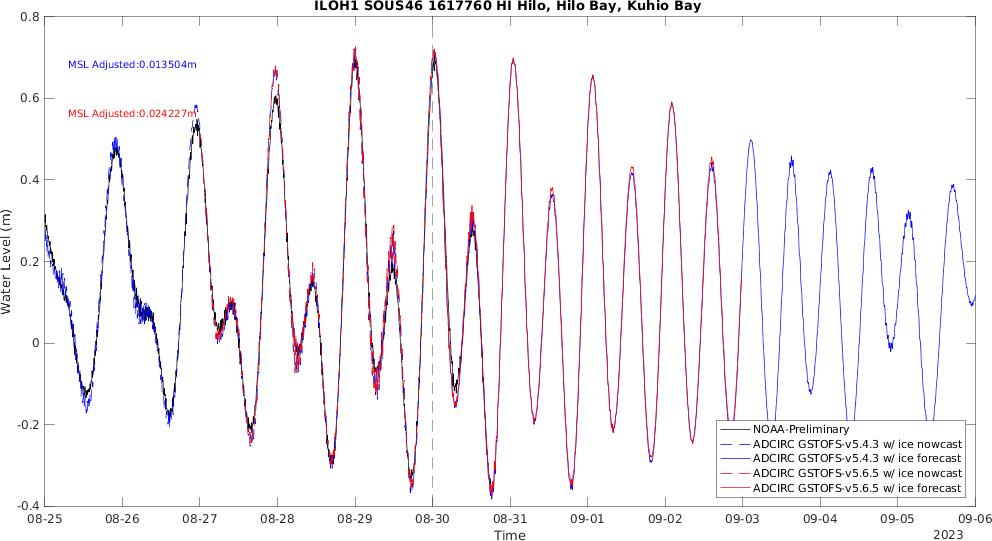 ILOH1 SOUS46 1617760 HI Hilo, Hilo Bay, Kuhio Bay
0.8
MSL Adjusted:0.013504m
0.6
MSL Adjusted:0.024227m
0.4
Water Level (m)
0.2
0
-0.2
NOAA-Preliminary
ADCIRC GSTOFS-v5.4.3 w/ ice nowcast
ADCIRC GSTOFS-v5.4.3 w/ ice forecast
ADCIRC GSTOFS-v5.6.5 w/ ice nowcast
ADCIRC GSTOFS-v5.6.5 w/ ice forecast
-0.4
08-25 08-26 08-27 08-28 08-29 08-30 08-31 09-01 09-02 09-03 09-04 09-05 09-06
Time 2023